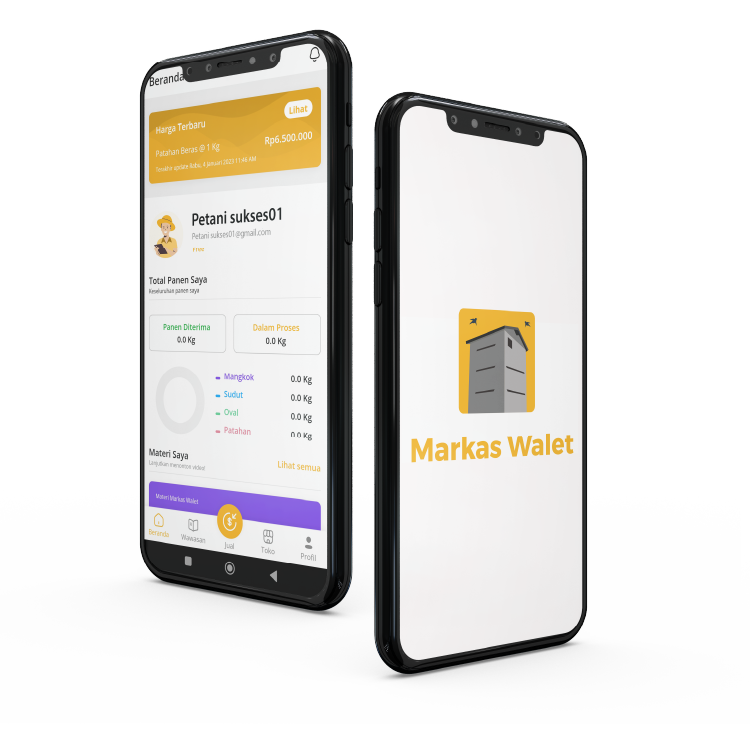 Beranda
Harga Terbaru
Lihat
Patahan Beras @ 1 Kg
Rp6.500.000
Terakhir update Rabu, 4 Januari 2023 11:46 AM
Petani sukses01
Petani sukses01@gmail.com
Total Panen Saya
Keseluruhan panen saya
Panen Diterima
0.0 Kg
Dalam Proses
0.0 Kg
Mangkok 0.0 Kg
Sudut 0.0 Kg
Oval 0.0 Kg
Patahan 0.0 Kg
Materi Saya
Lanjutkan menonton video!
Lihat semua
Materi Markas Walet
Beranda
Wawasan
Jual
Toko
Profil
Markas Walet